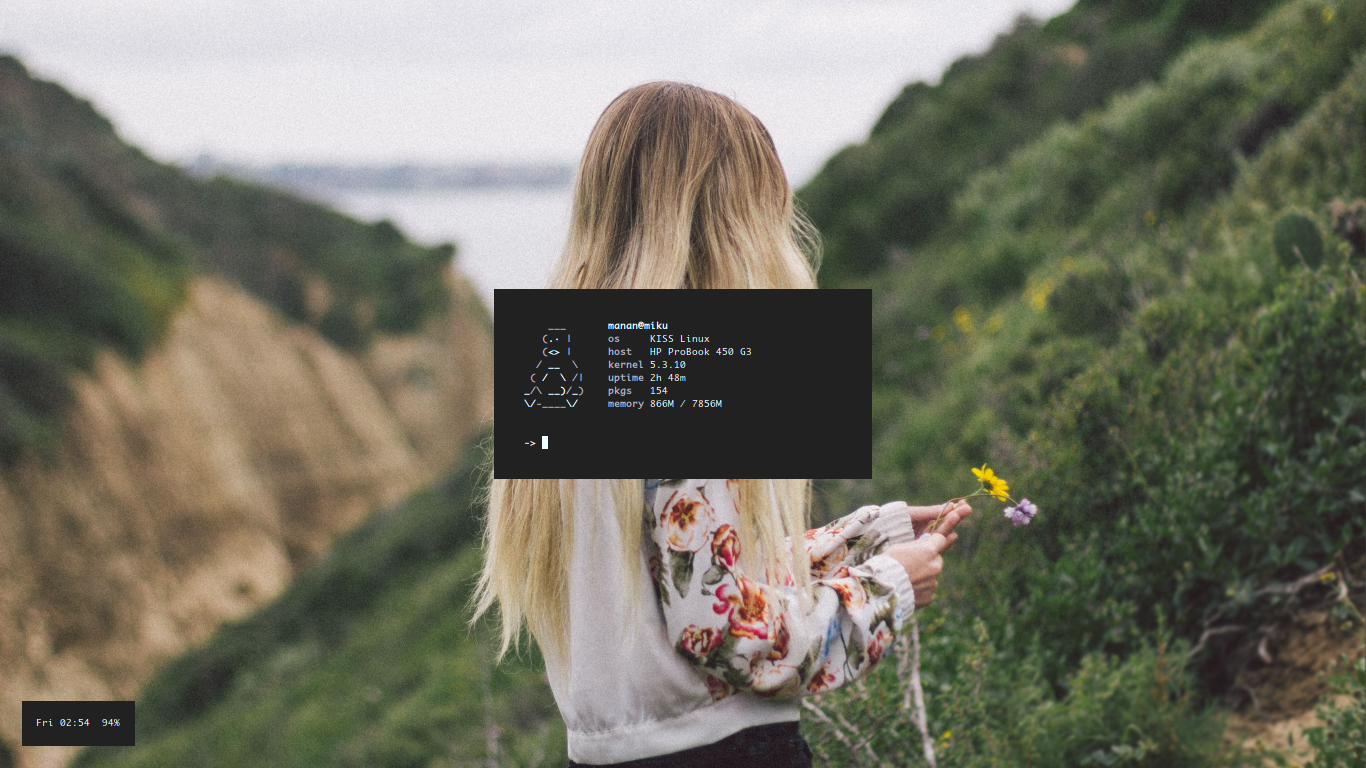 manan@miku
os KISS Linux
host HP ProBook 450 G3
kernel 5.3.10
uptime 2h 48m
pkgs 154
memory 866M / 7856M
->
Fri 02:54 94%